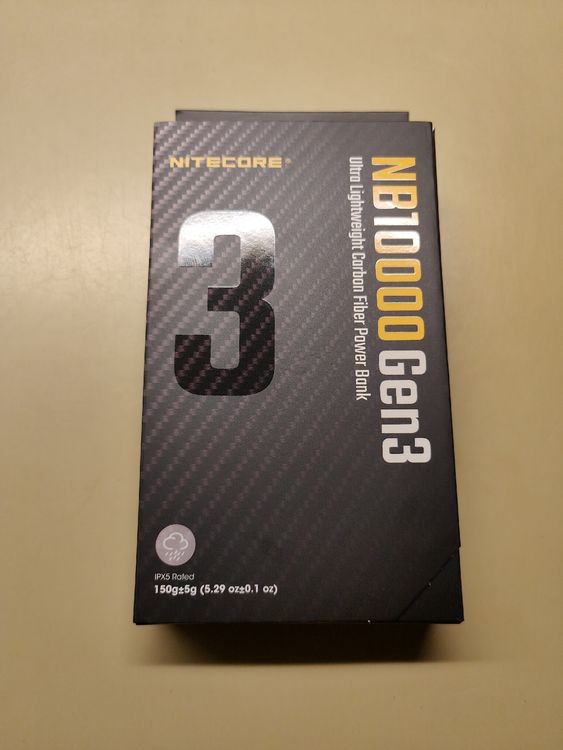 NITECORE®
3
NB10000 Gen3
Ultra Lightweight Carbon Fiber Power Bank
IPX5 Rated
150g±5g (5.29 oz±0.1 oz)